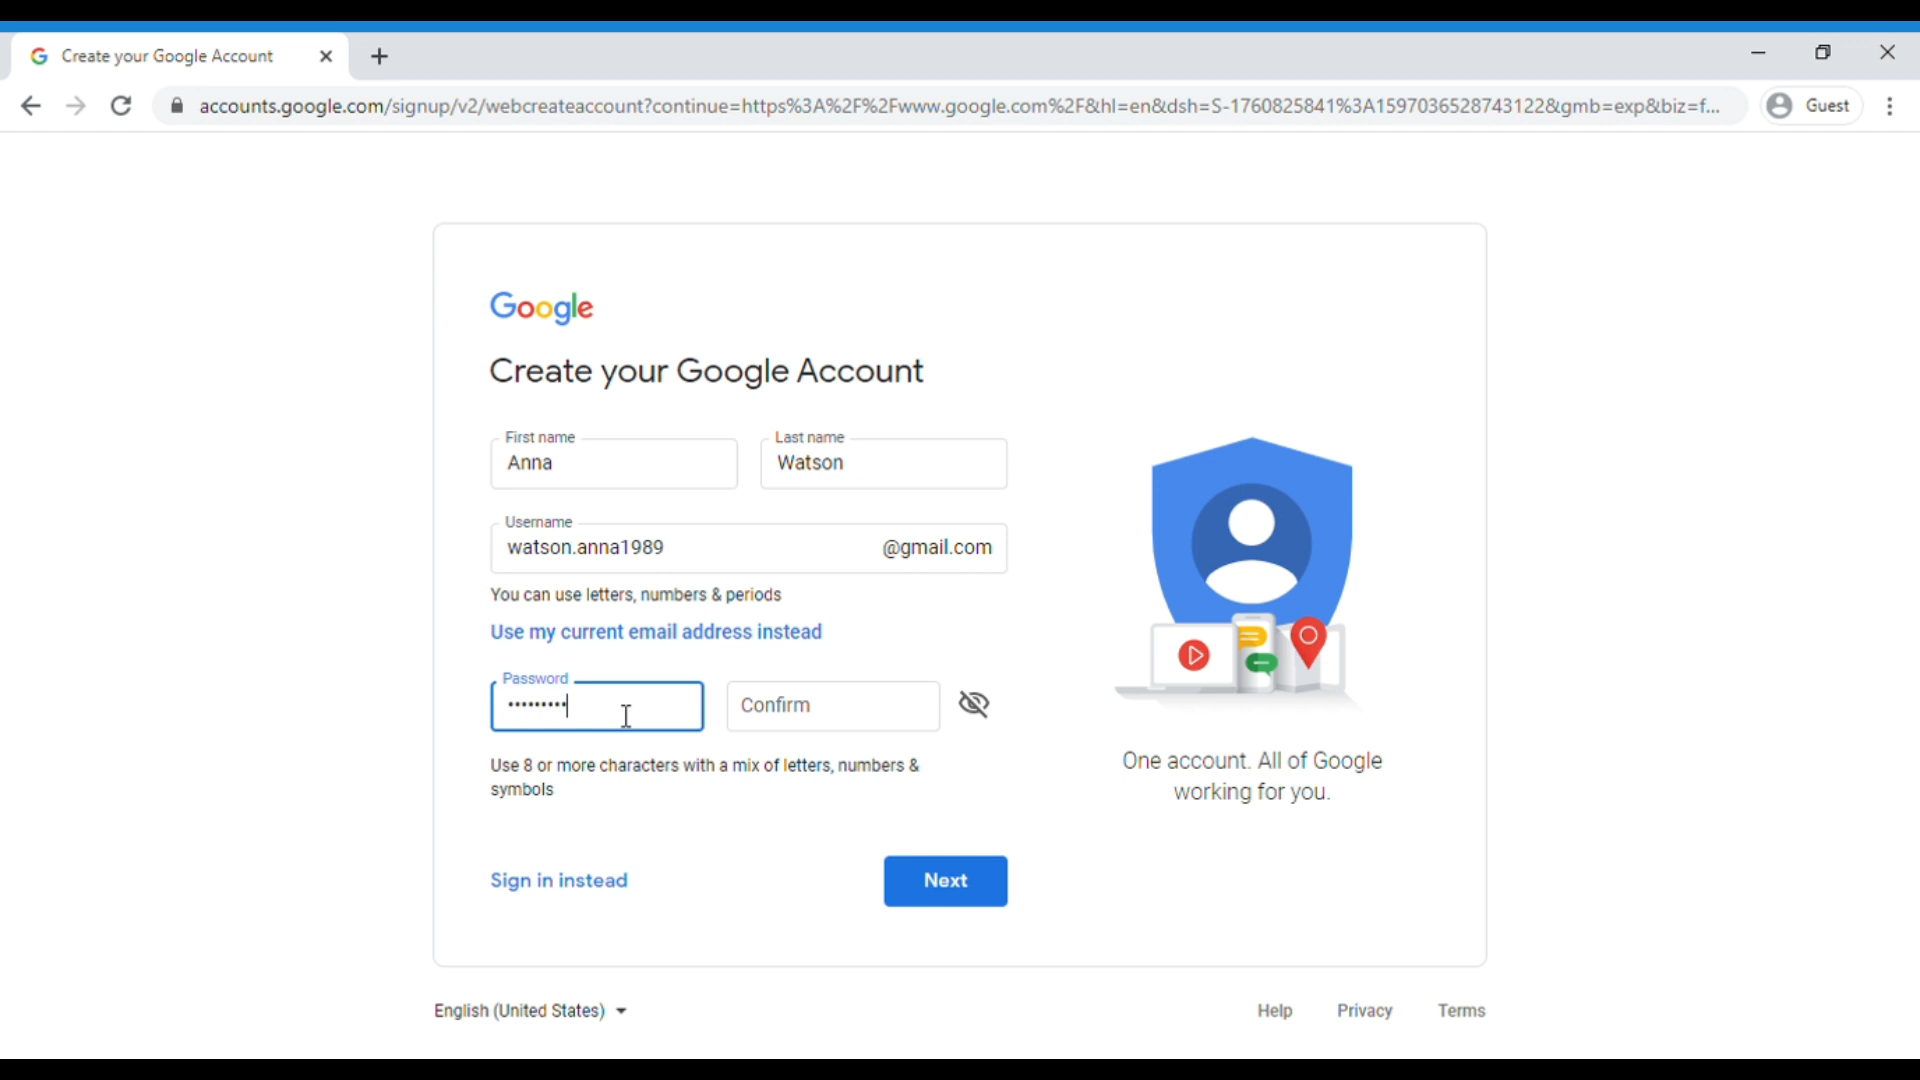 Create your Google Account
accounts.google.com/signup/v2/webcreateaccount?continue=https%3A%2F%2Fwww.google.com%2F&hl=en&dsh=S-1760825841%3A1597036528743122&gmb=exp&biz=f... Guest
Google
Create your Google Account
First name Last name
Anna Watson
Username
watson.anna1989 @gmail.com
You can use letters, numbers & periods
Use my current email address instead
Password
••••••••• Confirm
Use 8 or more characters with a mix of letters, numbers &
symbols
One account. All of Google
working for you.
Sign in instead Next
English (United States) Help Privacy Terms